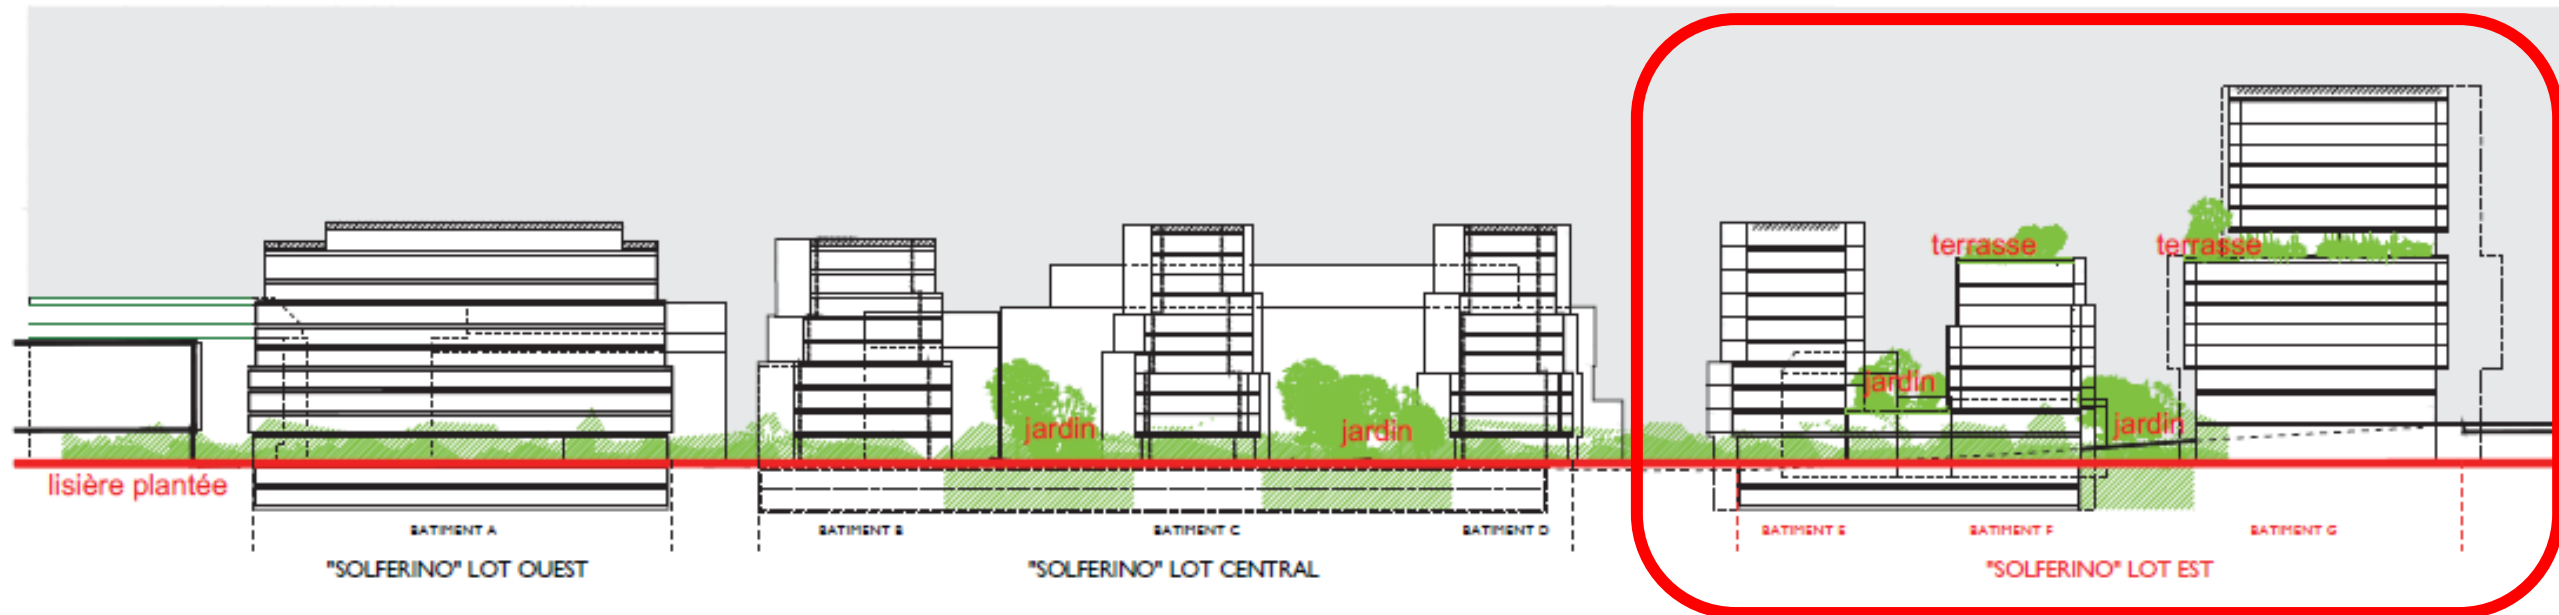 terrasse
terrasse
jardin
jardin
jardin
jardin
lisière plantée
BATIMENT A
BATIMENT B
BATIMENT C
BATIMENT D
BATIMENT E
BATIMENT F
BATIMENT G
"SOLFERINO" LOT OUEST
"SOLFERINO" LOT CENTRAL
"SOLFERINO" LOT EST